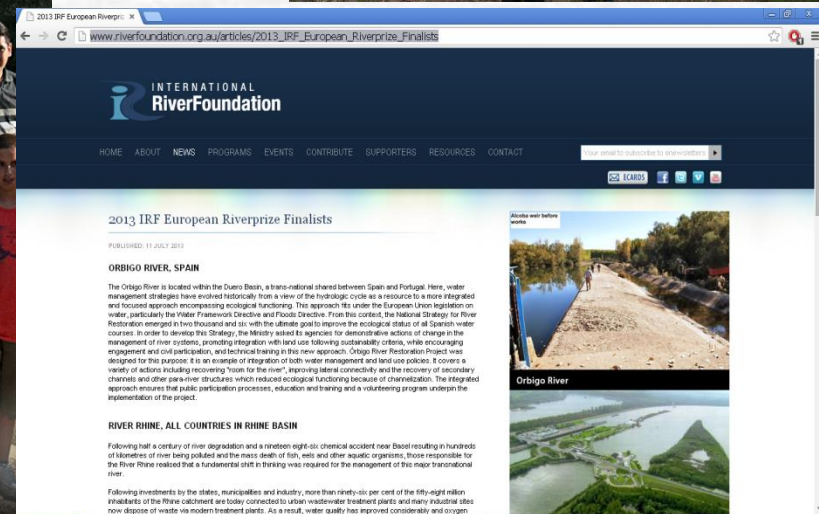 2013 IRF European Riverpriz
www.riverfoundation.org.au/articles/2013_IRF_European_Riverprize_Finalists
INTERNATIONAL
RiverFoundation
HOME ABOUT NEWS PROGRAMS EVENTS CONTRIBUTE SUPPORTERS RESOURCES CONTACT
Your email to subscribe to enewsletters
ECARDS
2013 IRF European Riverprize Finalists
PUBLISHED: 11 JULY 2013
ORBIGO RIVER, SPAIN
The Orbigo River is located within the Duero Basin, a trans-national shared between Spain and Portugal. Here, water
management strategies have evolved historically from a view of the hydrologic cycle as a resource to a more integrated
and focused approach encompassing ecological functioning. This approach fits under the European Union legislation on
water, particularly the Water Framework Directive and Floods Directive. From this context, the National Strategy for River
Restoration emerged in two thousand and six with the ultimate goal to improve the ecological status of all Spanish water
courses. In order to develop this Strategy, the Ministry asked its agencies for demonstrative actions of change in the
management of river systems, promoting integration with land use following sustainability criteria, while encouraging
engagement and civil participation, and technical training in this new approach. Órbigo River Restoration Project was
designed for this purpose: it is an example of integration of both water management and land use policies. It covers a
variety of actions including recovering "room for the river", improving lateral connectivity and the recovery of secondary
channels and other para-river structures which reduced ecological functioning because of channelization. The integrated
approach ensures that public participation processes, education and training and a volunteering program underpin the
implementation of the project.
RIVER RHINE, ALL COUNTRIES IN RHINE BASIN
Following half a century of river degradation and a nineteen eight-six chemical accident near Basel resulting in hundreds
of kilometres of river being polluted and the mass death of fish, eels and other aquatic organisms, those responsible for
the River Rhine realised that a fundamental shift in thinking was required for the management of this major transnational
river.
Following investments by the states, municipalities and industry, more than ninety-six per cent of the fifty-eight million
inhabitants of the Rhine catchment are today connected to urban wastewater treatment plants and many industrial sites
now dispose of waste via modern treatment plants. As a result, water quality has improved considerably and oxygen
Alcoba weir before
works
Orbigo River